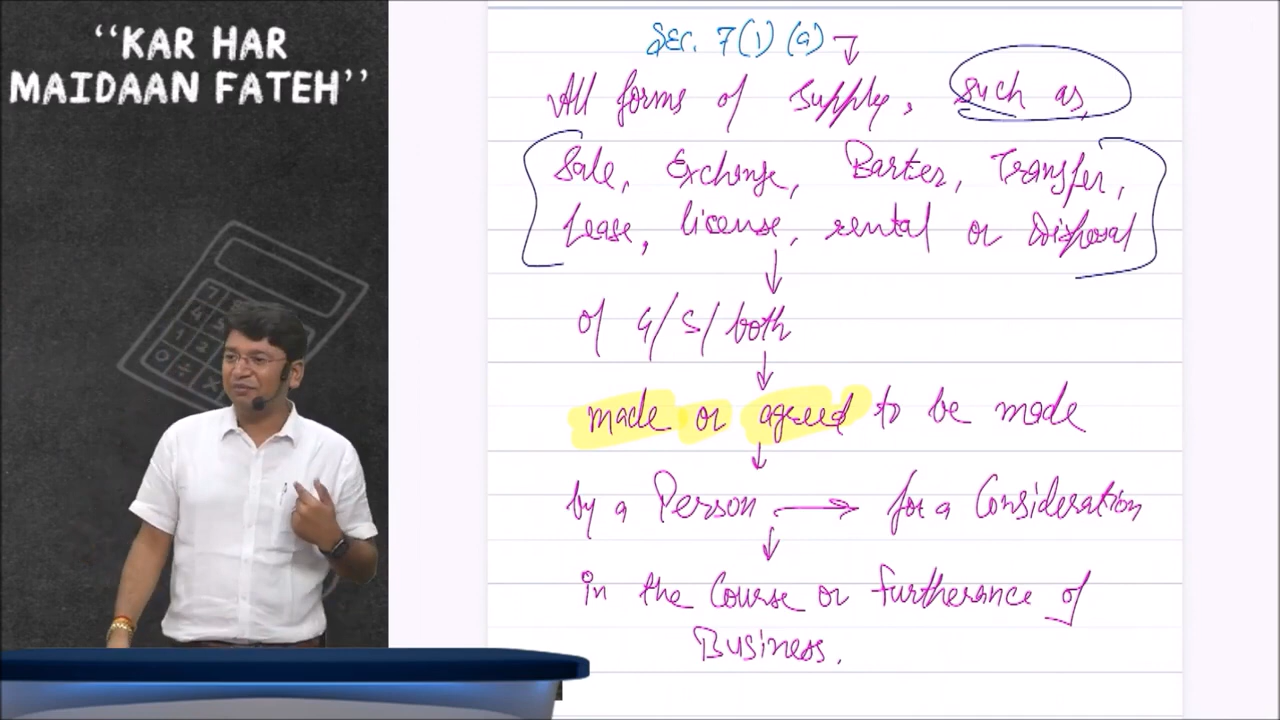 “KAR HAR
MAIDAAN FATEH”
Sec. 7(1)(a)
All forms of supply, such as,
Sale, Exchange, Barter, Transfer,
Lease, license, rental or Disposal
of G/S/both
made or agreed to be made
by a Person → for a Consideration
in the Course or furtherance of
Business.